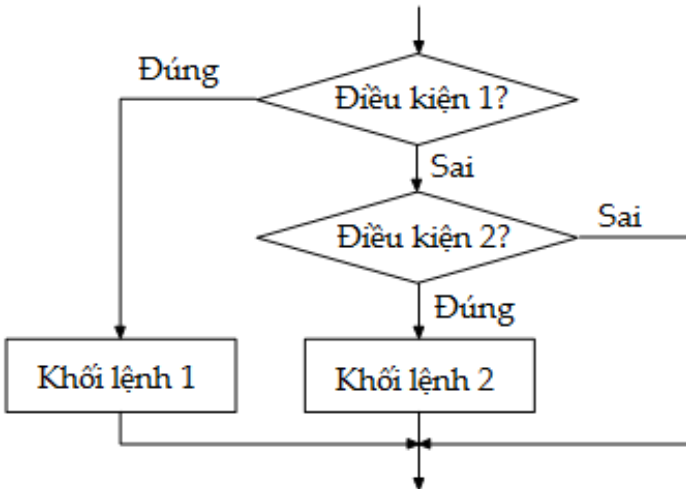 Đúng
Điều kiện 1?
Sai
Điều kiện 2?
Sai
Đúng
Khối lệnh 1
Khối lệnh 2